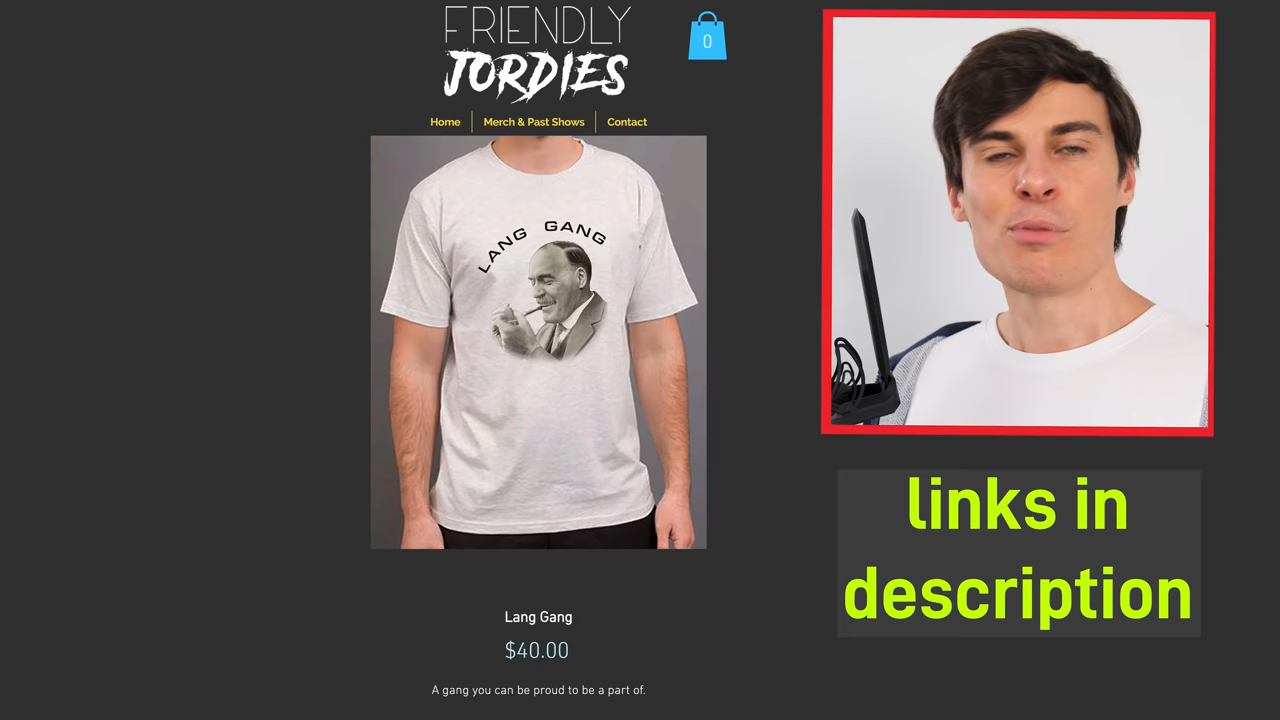 FRIENDLY
JORDIES
0
Home
Merch & Past Shows
Contact
LANG GANG
Lang Gang
$40.00
A gang you can be proud to be a part of.
links in
description